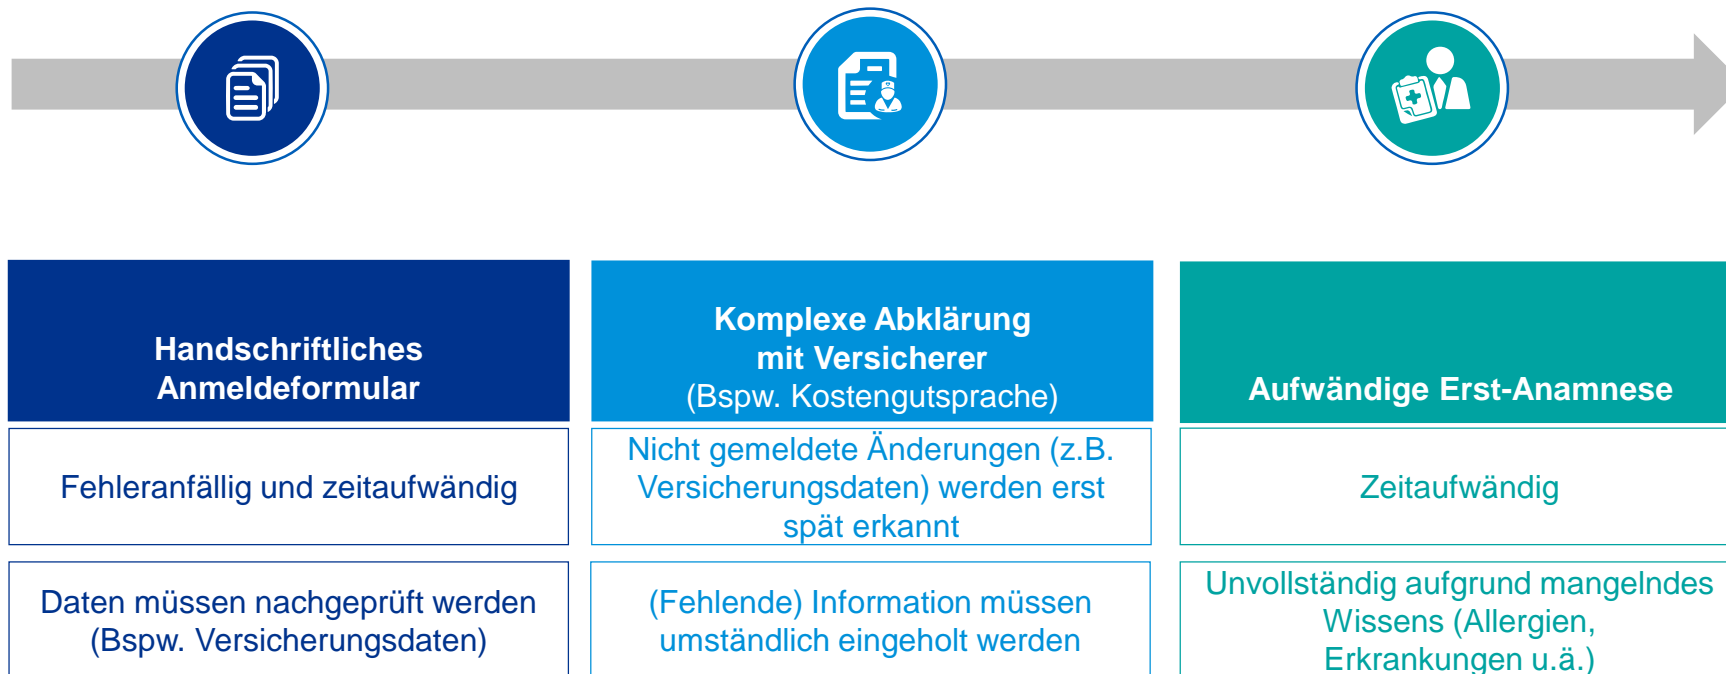 Handschriftliches
Anmeldeformular
Fehleranfällig und zeitaufwändig
Daten müssen nachgeprüft werden
(Bspw. Versicherungsdaten)
Komplexe Abklärung
mit Versicherer
(Bspw. Kostengutsprache)
Nicht gemeldete Änderungen (z.B.
Versicherungsdaten) werden erst
spät erkannt
(Fehlende) Information müssen
umständlich eingeholt werden
Aufwändige Erst-Anamnese
Zeitaufwändig
Unvollständig aufgrund mangelndes
Wissens (Allergien,
Erkrankungen u.ä.)